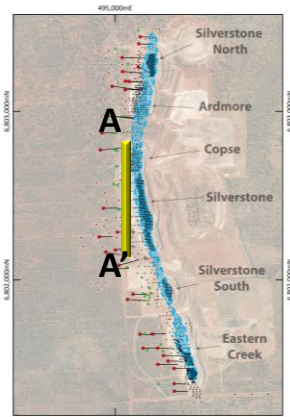 495,000mE
Silverstone
North
6,803,000mN
Ardmore
A
Copse
Silverstone
A'
Silverstone
South
6,802,000mN
Eastern
Creek